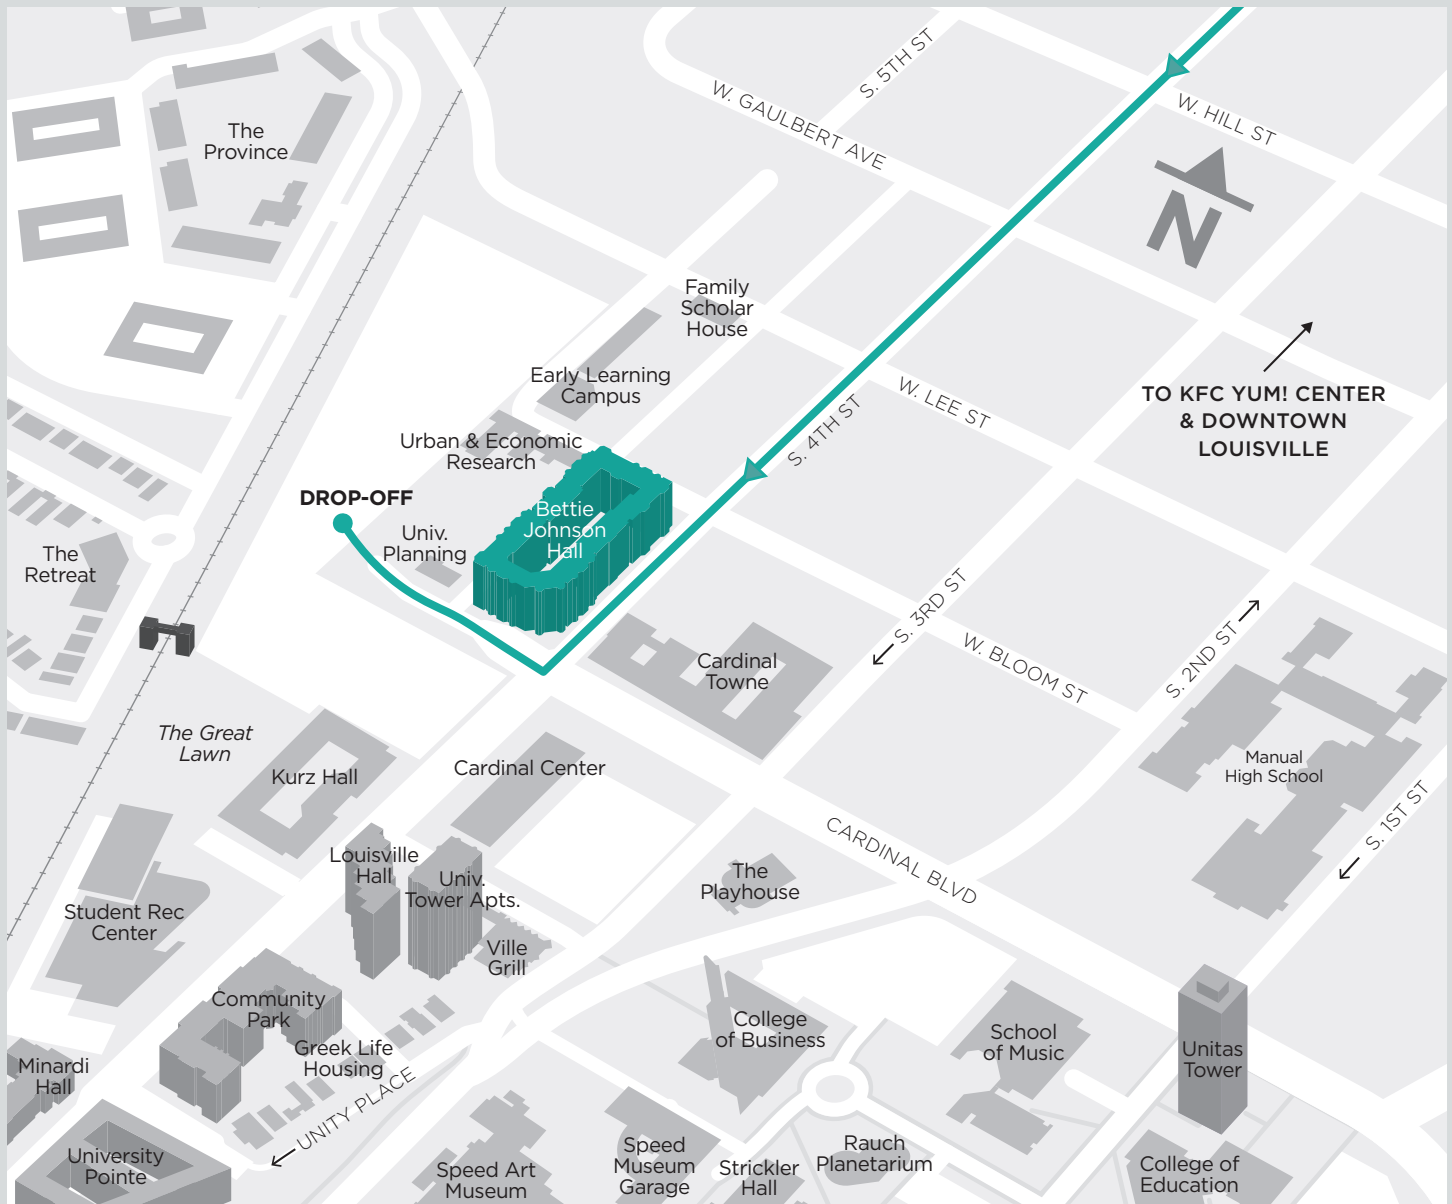 S. 5TH ST
W. GAULBERT AVE
W. HILL ST
The
Province
N
Family
Scholar
House
TO KFC YUM! CENTER
& DOWNTOWN
LOUISVILLE
Early Learning
Campus
W. LEE ST
S. 4TH ST
Urban & Economic
Research
DROP-OFF
Bettie
Johnson
Hall
Univ.
Planning
The
Retreat
S. 3RD ST
W. BLOOM ST
S. 2ND ST
Cardinal
Towne
The Great
Lawn
Kurz Hall
Cardinal Center
Manual
High School
S. 1ST ST
CARDINAL BLVD
Louisville
Hall
Univ.
Tower Apts.
The
Playhouse
Student Rec
Center
Ville
Grill
Community
Park
College
of Business
School
of Music
Unitas
Tower
Greek Life
Housing
Minardi
Hall
UNITY PLACE
University
Pointe
Speed Art
Museum
Speed
Museum
Garage
Strickler
Hall
Rauch
Planetarium
College of
Education